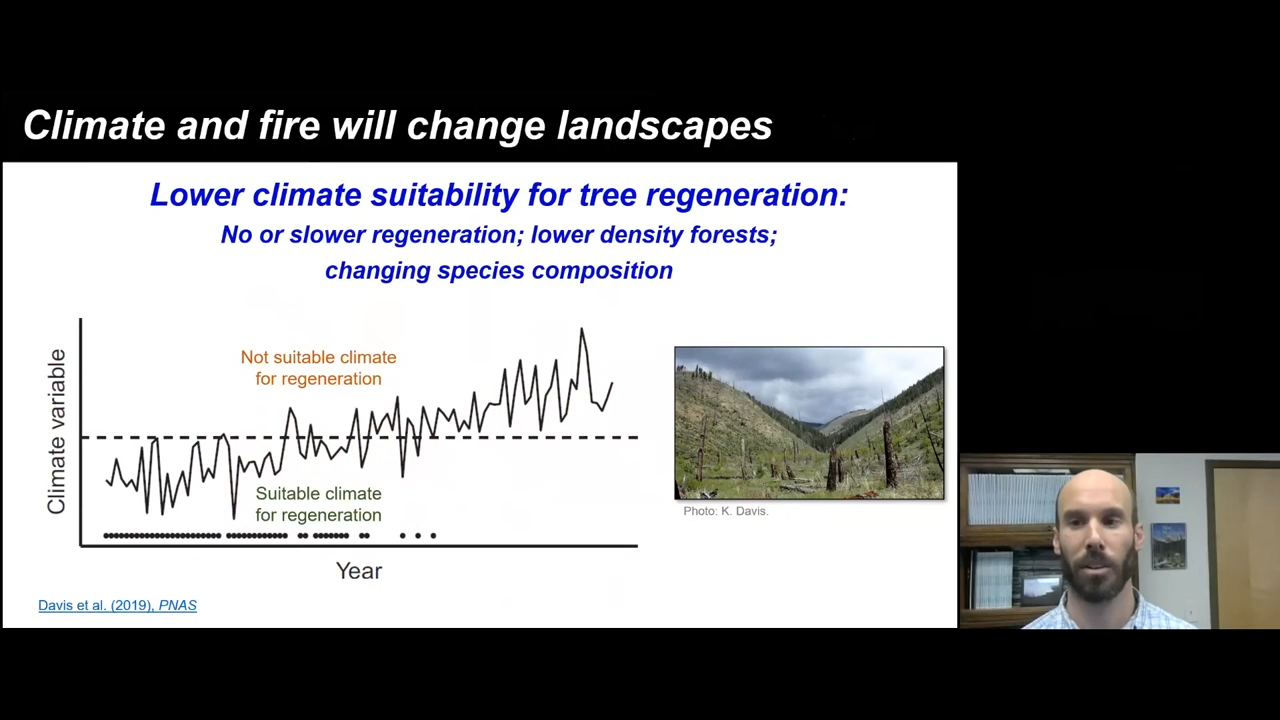 Climate and fire will change landscapes
Lower climate suitability for tree regeneration:
No or slower regeneration; lower density forests;
changing species composition
Climate variable
Not suitable climate
for regeneration
Suitable climate
for regeneration
Year
Photo: K. Davis.
Davis et al. (2019), PNAS